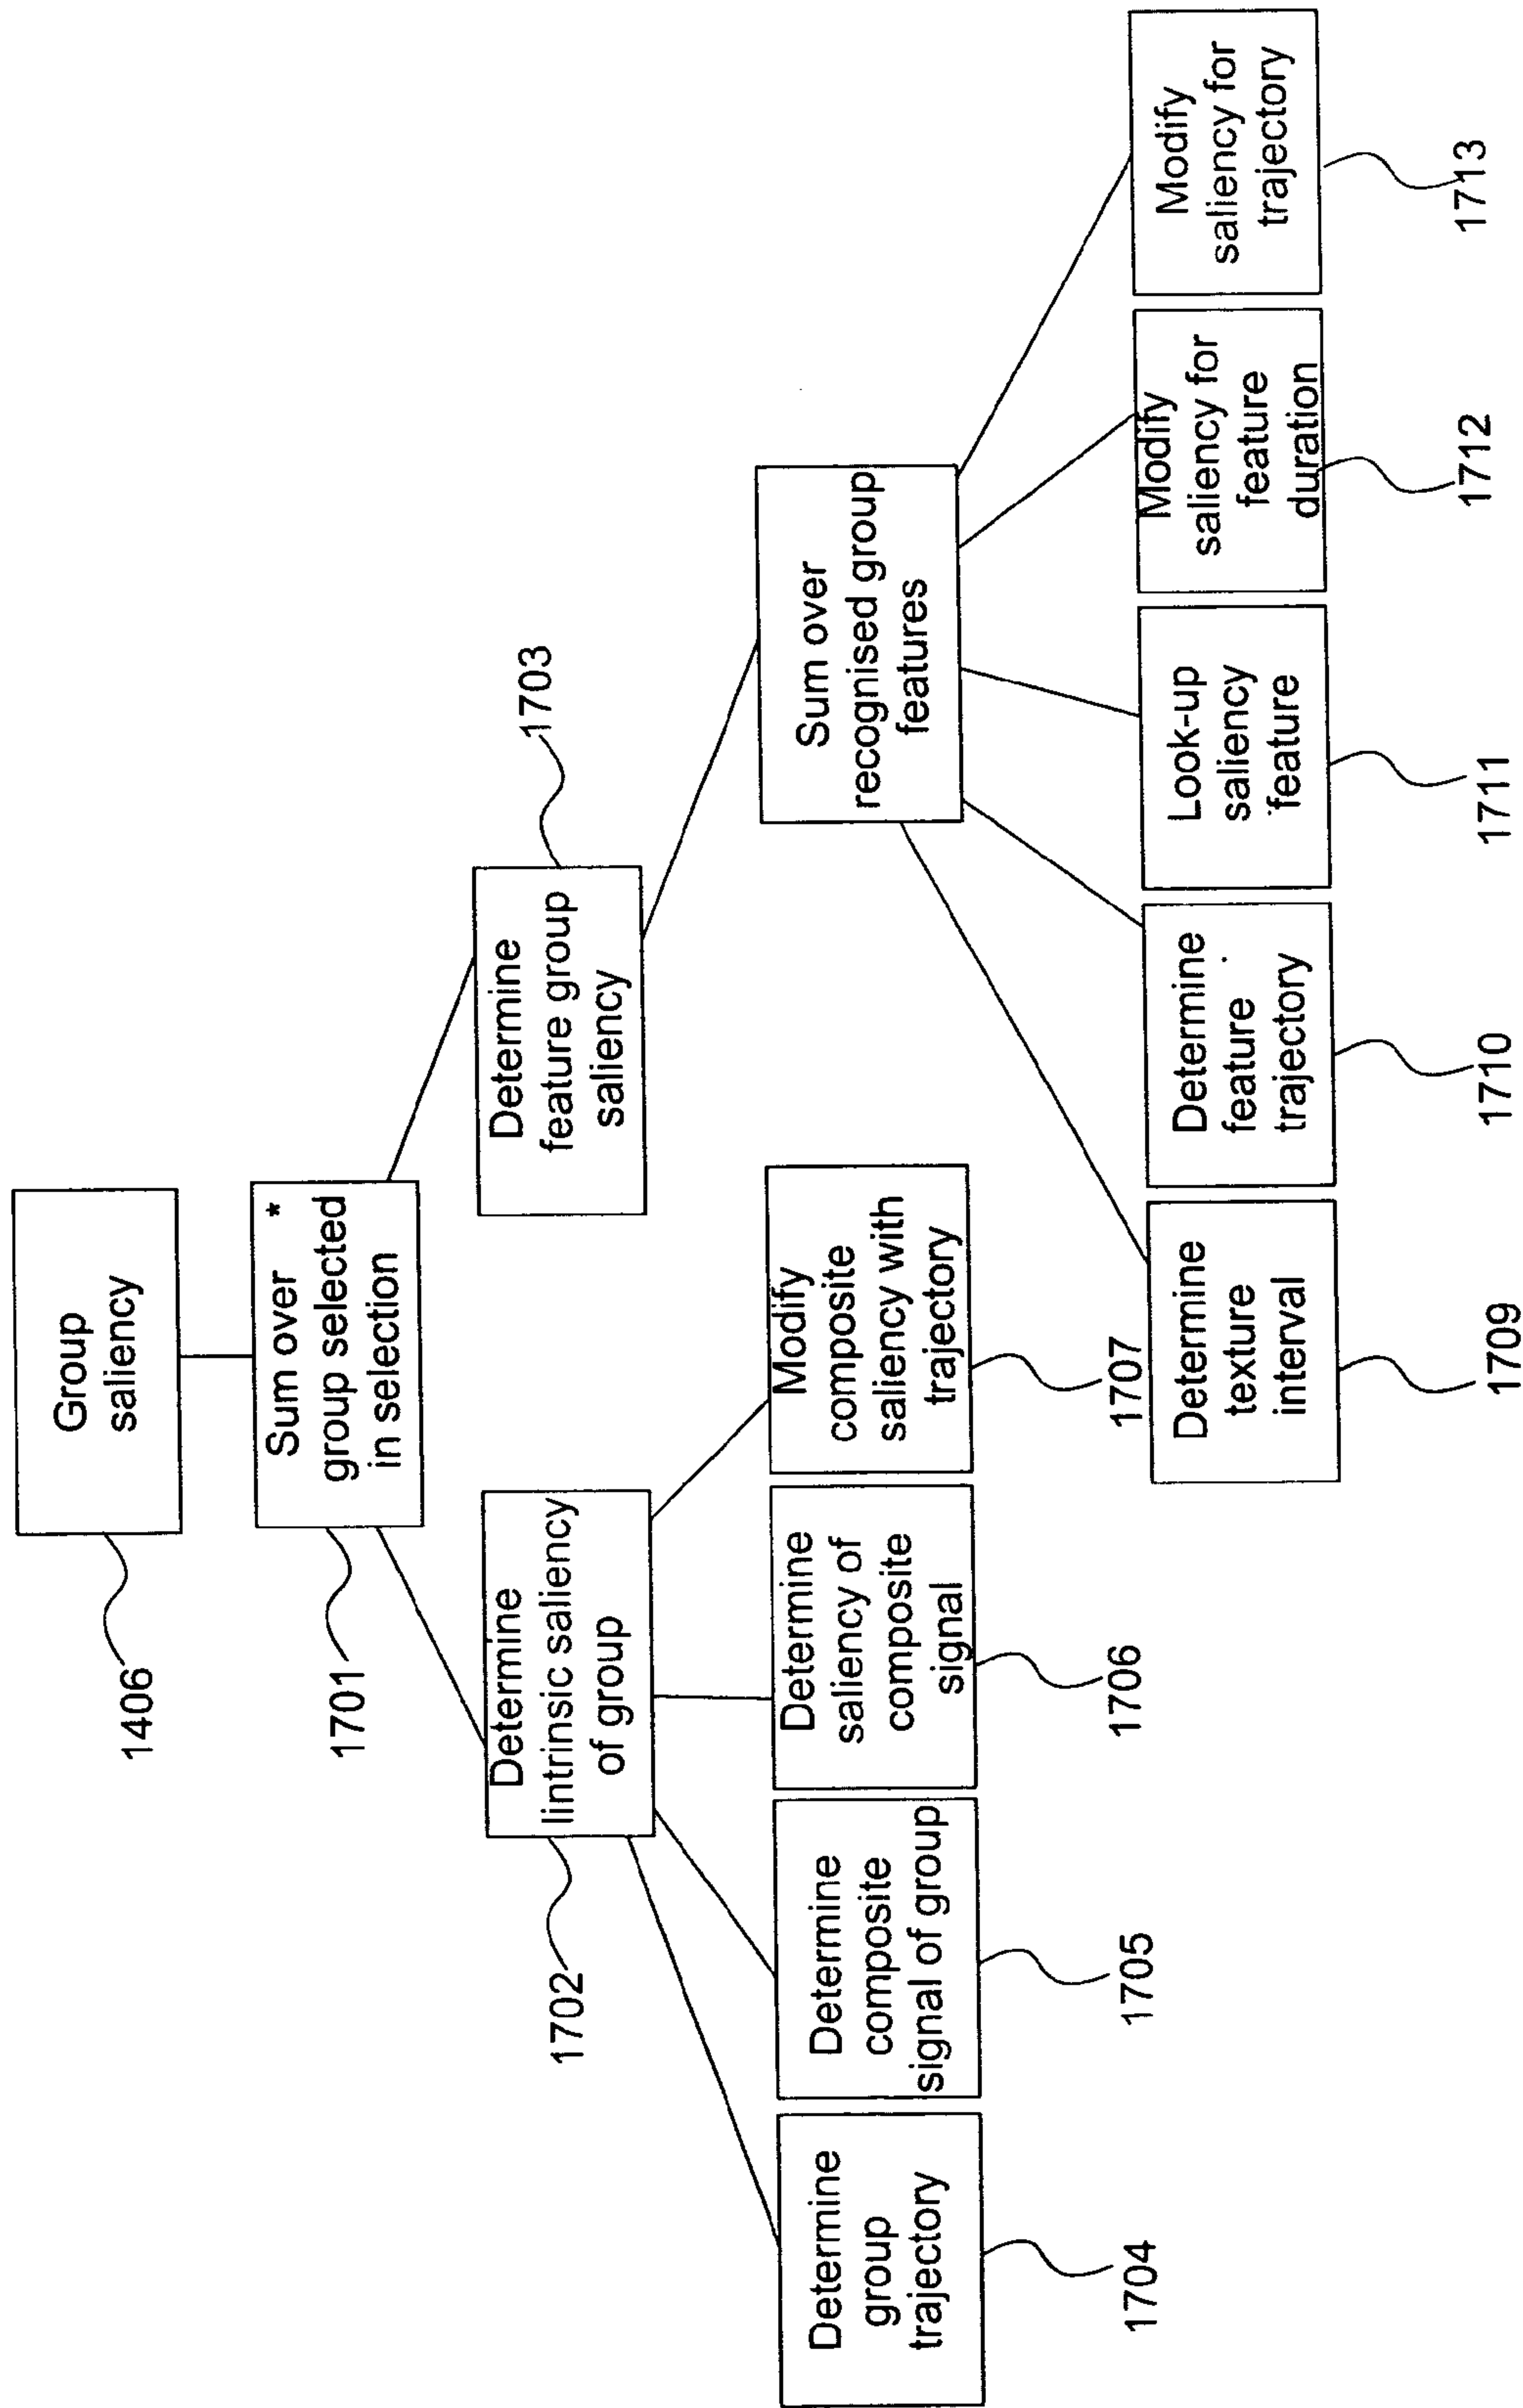 Group
saliency
1406
Sum over *
group selected
in selection
1701
Determine
lintrinsic saliency
of group
1702
Determine
feature group
saliency
1703
Determine
group
trajectory
1704
Determine
composite
signal of group
1705
Determine
saliency of
composite
signal
1706
Modify
composite
saliency with
trajectory
1707
Sum over
recognised group
features
Determine
texture
interval
1709
Determine
feature
trajectory
1710
Look-up
saliency
feature
1711
Modify
saliency for
feature
duration
1712
Modify
saliency for
trajectory
1713